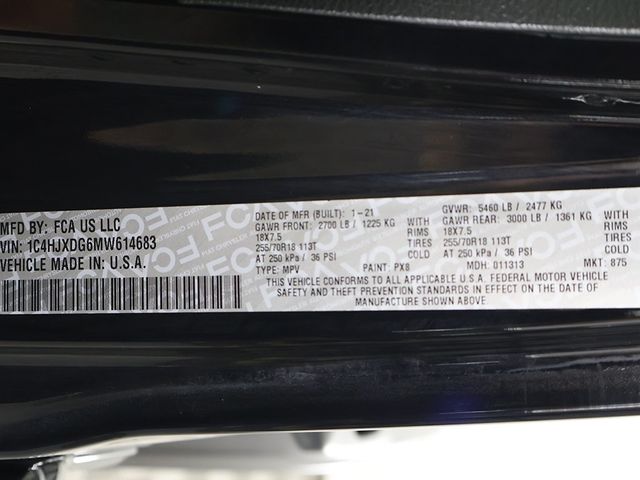 MFD BY: FCA US LLC
VIN: 1C4HJXDG6MW614683
VEHICLE MADE IN: U.S.A.
DATE OF MFR (BUILT): 1-21 GVWR: 5460 LB / 2477 KG
GAWR FRONT: 2700 LB / 1225 KG WITH GAWR REAR: 3000 LB / 1361 KG WITH
18X7.5 RIMS 18X7.5 RIMS
255/70R18 113T TIRES 255/70R18 113T TIRES
AT 250 kPa / 36 PSI COLD AT 250 kPa / 36 PSI COLD
TYPE: MPV PAINT: PX8 MDH: 011313 MKT: 875
THIS VEHICLE CONFORMS TO ALL APPLICABLE U.S.A. FEDERAL MOTOR VEHICLE
SAFETY AND THEFT PREVENTION STANDARDS IN EFFECT ON THE DATE OF
MANUFACTURE SHOWN ABOVE.